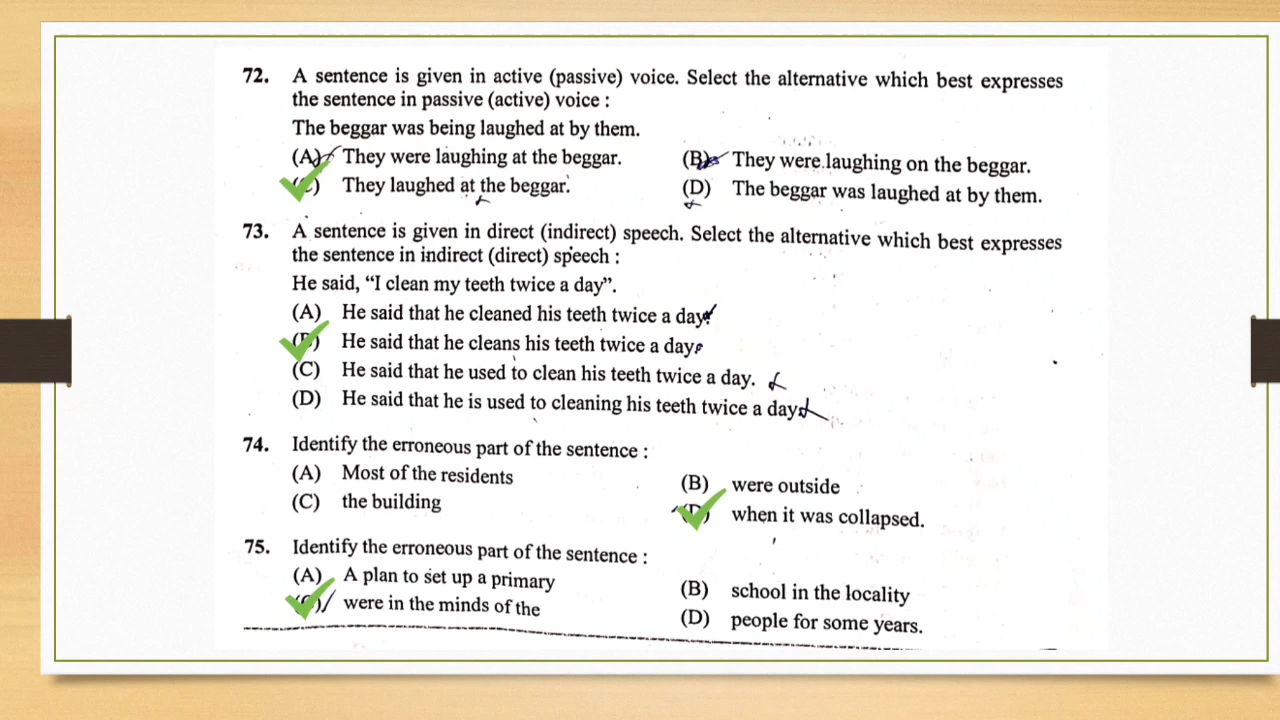 72. A sentence is given in active (passive) voice. Select the alternative which best expresses
the sentence in passive (active) voice :
The beggar was being laughed at by them.
(A) They were laughing at the beggar. (B) They were laughing on the beggar.
(C) They laughed at the beggar. (D) The beggar was laughed at by them.
73. A sentence is given in direct (indirect) speech. Select the alternative which best expresses
the sentence in indirect (direct) speech :
He said, “I clean my teeth twice a day”.
(A) He said that he cleaned his teeth twice a day.
(B) He said that he cleans his teeth twice a day.
(C) He said that he used to clean his teeth twice a day.
(D) He said that he is used to cleaning his teeth twice a day.
74. Identify the erroneous part of the sentence :
(A) Most of the residents (B) were outside
(C) the building (D) when it was collapsed.
75. Identify the erroneous part of the sentence :
(A) A plan to set up a primary (B) school in the locality
(C) were in the minds of the (D) people for some years.